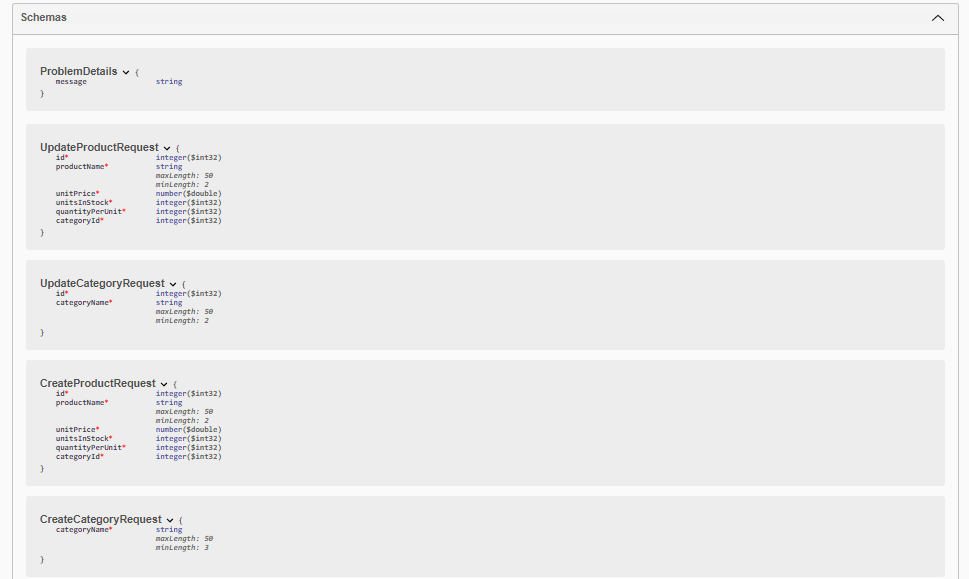 Schemas
ProblemDetails {
message string
}
UpdateProductRequest {
id* integer($int32)
productName* string
maxLength: 50
minLength: 2
unitPrice* number($double)
unitsInStock* integer($int32)
quantityPerUnit* integer($int32)
categoryId* integer($int32)
}
UpdateCategoryRequest {
id* integer($int32)
categoryName* string
maxLength: 50
minLength: 2
}
CreateProductRequest {
id* integer($int32)
productName* string
maxLength: 50
minLength: 2
unitPrice* number($double)
unitsInStock* integer($int32)
quantityPerUnit* integer($int32)
categoryId* integer($int32)
}
CreateCategoryRequest {
categoryName* string
maxLength: 50
minLength: 3
}